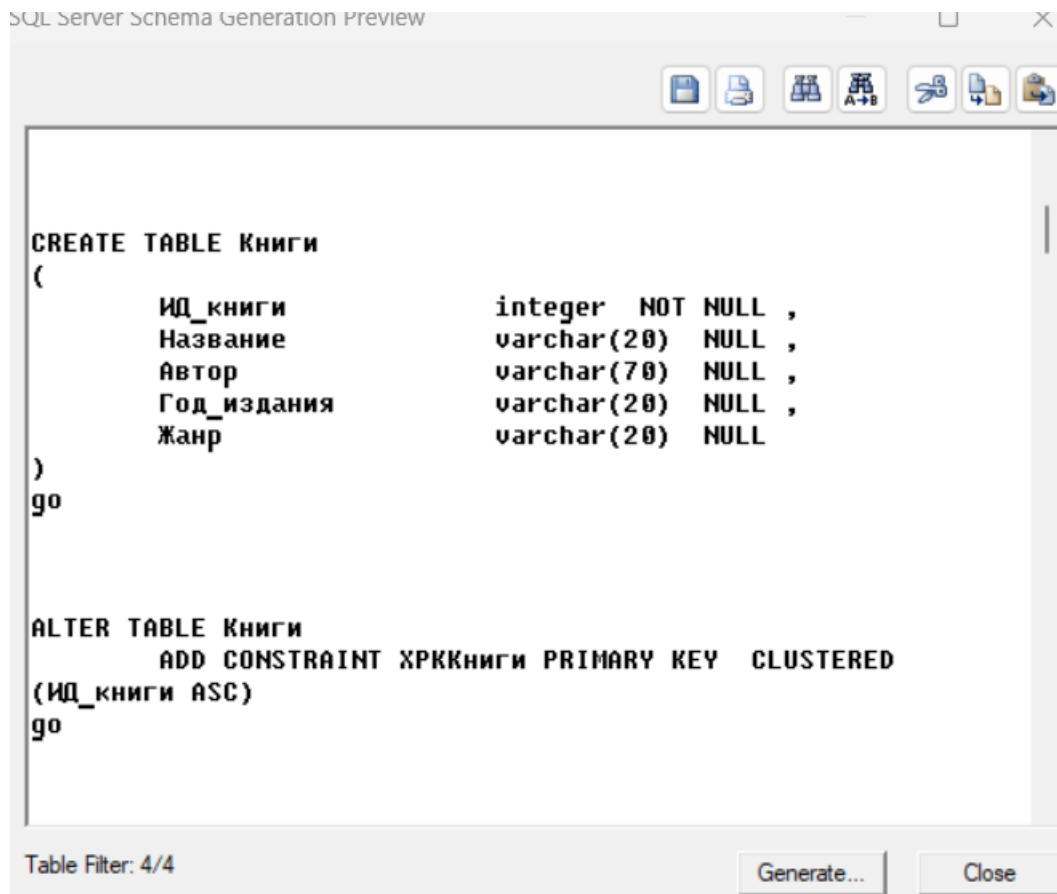 SQL Server Schema Generation Preview
A→B
CREATE TABLE Книги
(
ИД_книги integer NOT NULL ,
Название varchar(20) NULL ,
Автор varchar(70) NULL ,
Год_издания varchar(20) NULL ,
Жанр varchar(20) NULL
)
go
ALTER TABLE Книги
ADD CONSTRAINT XPKКниги PRIMARY KEY CLUSTERED
(ИД_книги ASC)
go
Table Filter: 4/4
Generate... Close